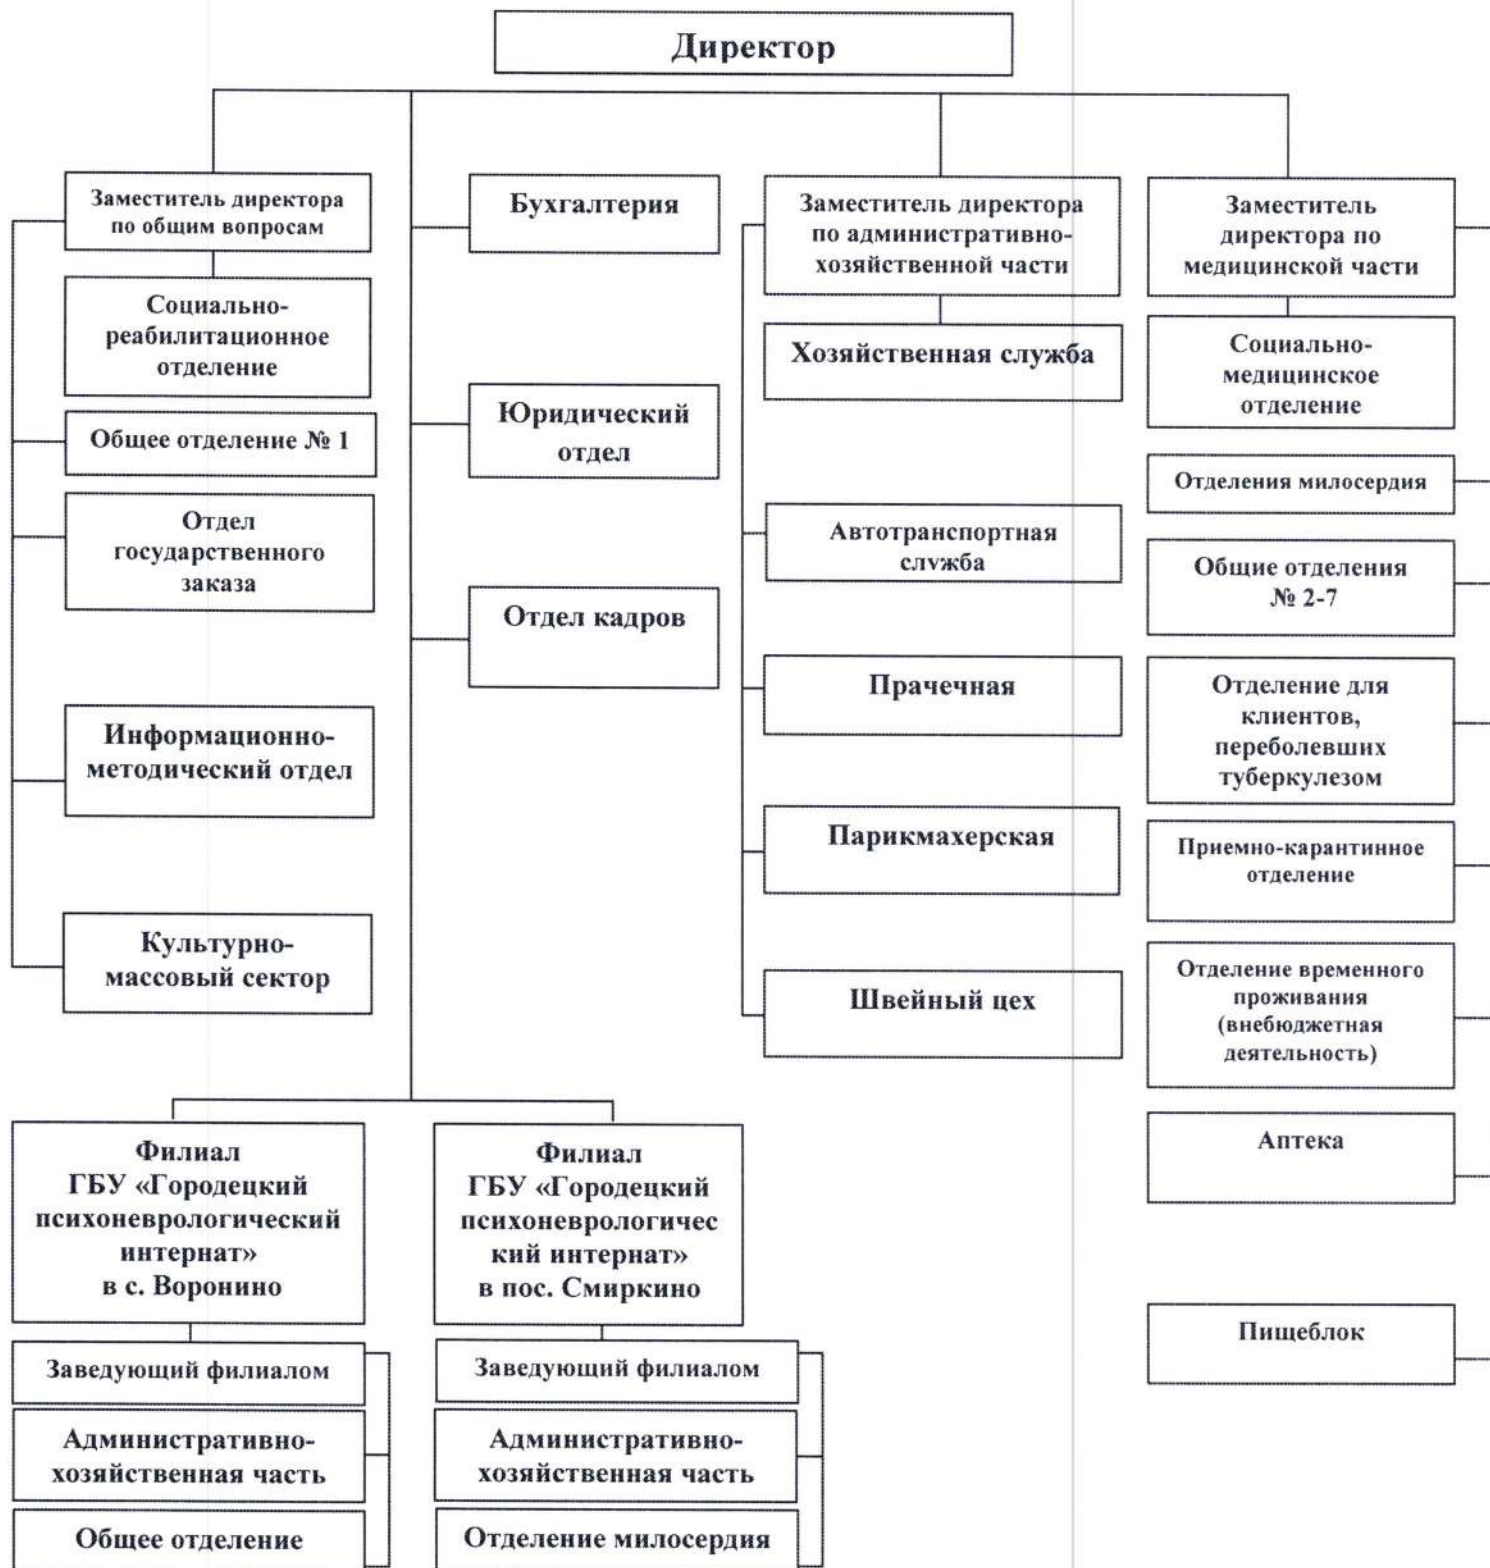 Директор
Заместитель директора
по общим вопросам
Социально-
реабилитационное
отделение
Общее отделение № 1
Отдел
государственного
заказа
Информационно-
методический отдел
Культурно-
массовый сектор
Бухгалтерия
Юридический
отдел
Отдел кадров
Заместитель директора
по административно-
хозяйственной части
Хозяйственная служба
Автотранспортная
служба
Прачечная
Парикмахерская
Швейный цех
Заместитель
директора по
медицинской части
Социально-
медицинское
отделение
Отделения милосердия
Общие отделения
№ 2-7
Отделение для
клиентов,
переболевших
туберкулезом
Приемно-карантинное
отделение
Отделение временного
проживания
(внебюджетная
деятельность)
Аптека
Пищеблок
Филиал
ГБУ «Городецкий
психоневрологический
интернат»
в с. Воронино
Заведующий филиалом
Административно-
хозяйственная часть
Общее отделение
Филиал
ГБУ «Городецкий
психоневрологичес
кий интернат»
в пос. Смиркино
Заведующий филиалом
Административно-
хозяйственная часть
Отделение милосердия